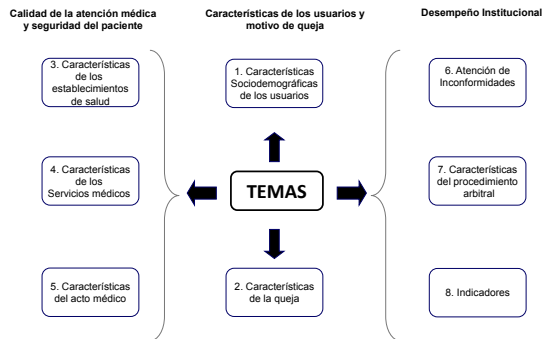 Calidad de la atención médica
y seguridad del paciente
Características de los usuarios y
motivo de queja
Desempeño Institucional
3. Características
de los
establecimientos
de salud
1. Características
Sociodemográficas
de los usuarios
6. Atención de
Inconformidades
4. Características
de los
Servicios médicos
TEMAS
7. Características
del procedimiento
arbitral
5. Características
del acto médico
2. Características
de la queja
8. Indicadores